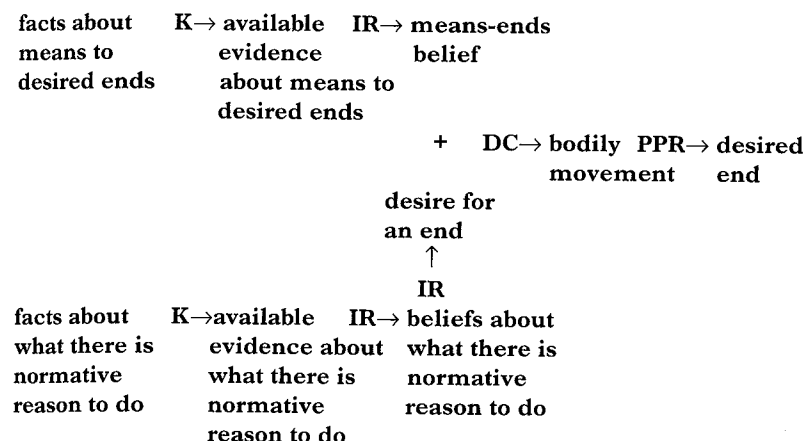 facts about K→ available IR→ means-ends
means to evidence belief
desired ends about means to
desired ends
+ DC→ bodily PPR→ desired
movement end
desire for
an end
↑
IR
facts about K→available IR→ beliefs about
what there is evidence about what there is
normative what there is normative
reason to do normative reason to do
reason to do